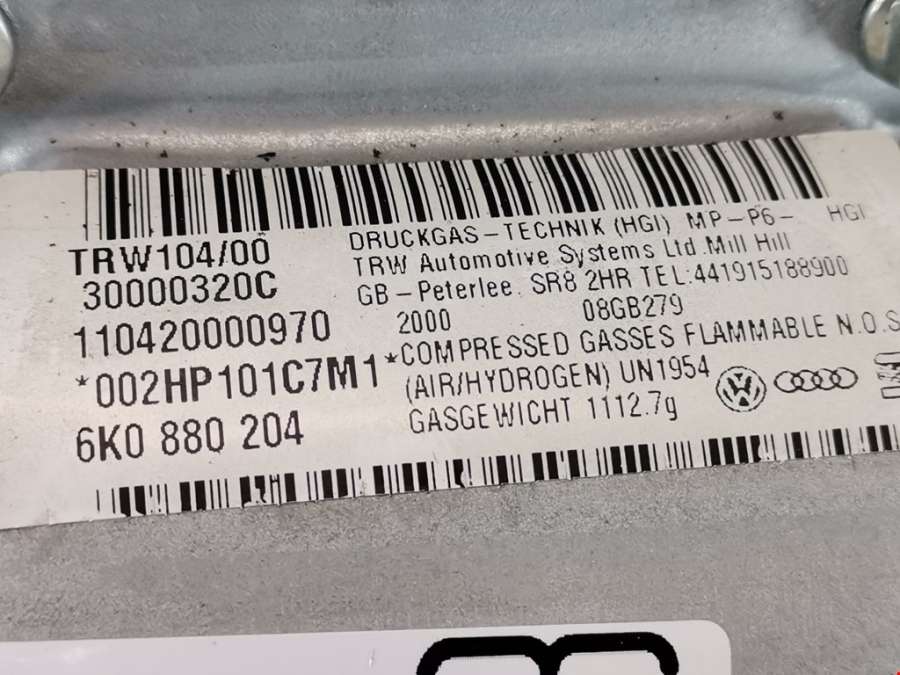 TRW104/00
30000320C
110420000970
*002HP101C7M1*
6K0 880 204
DRUCKGAS-TECHNIK (HGI) MP-P6- HGI
TRW Automotive Systems Ltd. Mill Hill
GB-Peterlee. SR8 2HR TEL:441915188900
2000 08GB279
COMPRESSED GASSES FLAMMABLE N.O.S
(AIR/HYDROGEN) UN1954
GASGEWICHT 1112.7g